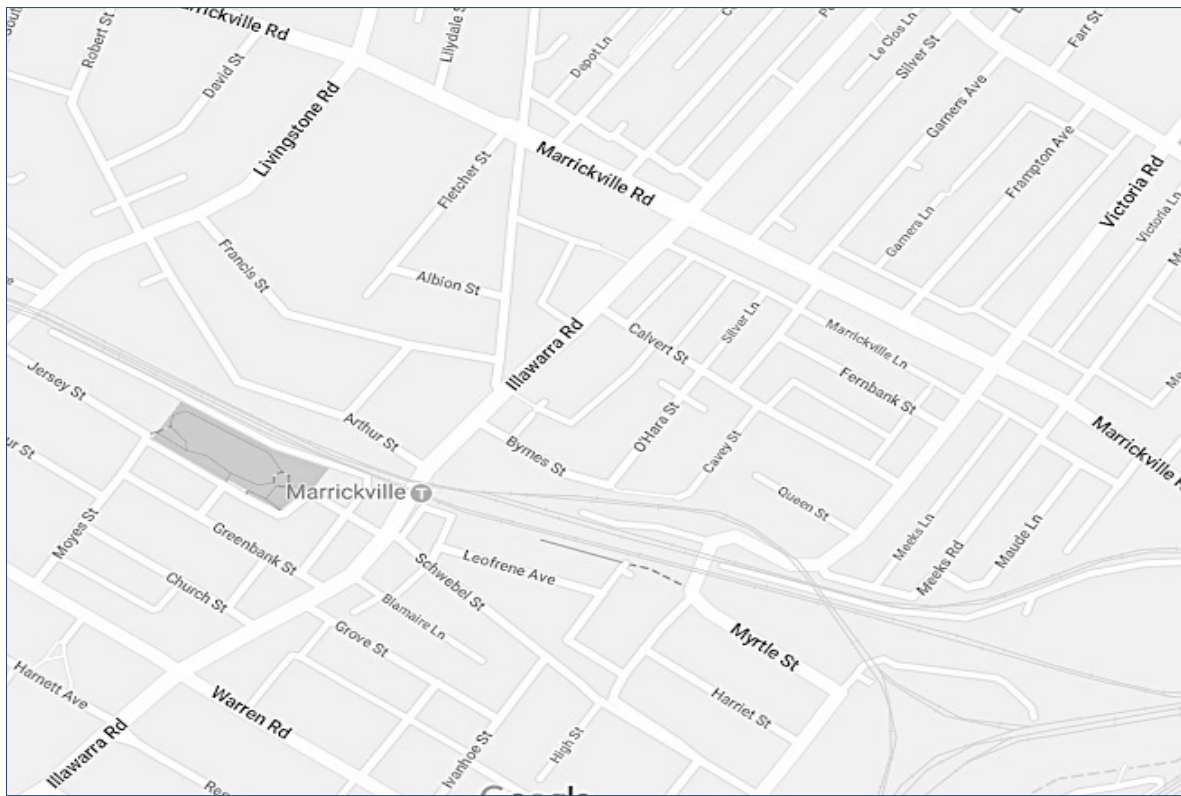 Robert St
David St
Lilydale St
Depot Ln
Le Clos Ln
Silver St
Farr St
Livingstone Rd
Fletcher St
Marrickville Rd
Garners Ave
Frampton Ave
Victoria Rd
Victoria Ln
Garners Ln
Francis St
Albion St
Illawarra Rd
Calvert St
Silver Ln
Marrickville Ln
Fernbank St
Jersey St
Arthur St
Byrnes St
O'Hara St
Cavey St
Marrickville
Marrickville T
Queen St
Meeks Ln
Meeks Rd
Maude Ln
Moyes St
Greenbank St
Church St
Schwebel St
Leofrene Ave
Blamaire Ln
Grove St
Myrtle St
Harriet St
Harnett Ave
Warren Rd
Illawarra Rd
Ivanhoe St
High St